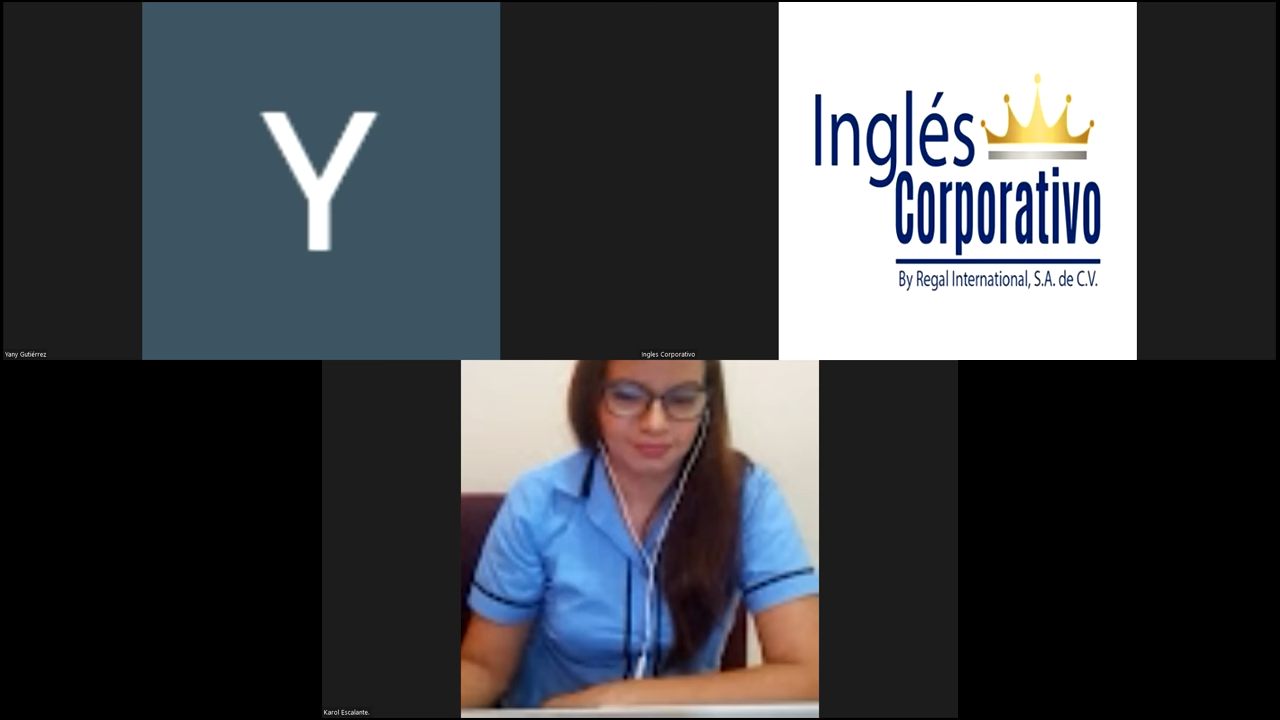 Y
Inglés
Corporativo
By Regal International, S.A. de C.V.
Yany Gutiérrez
Ingles Corporativo
Karol Escalante.